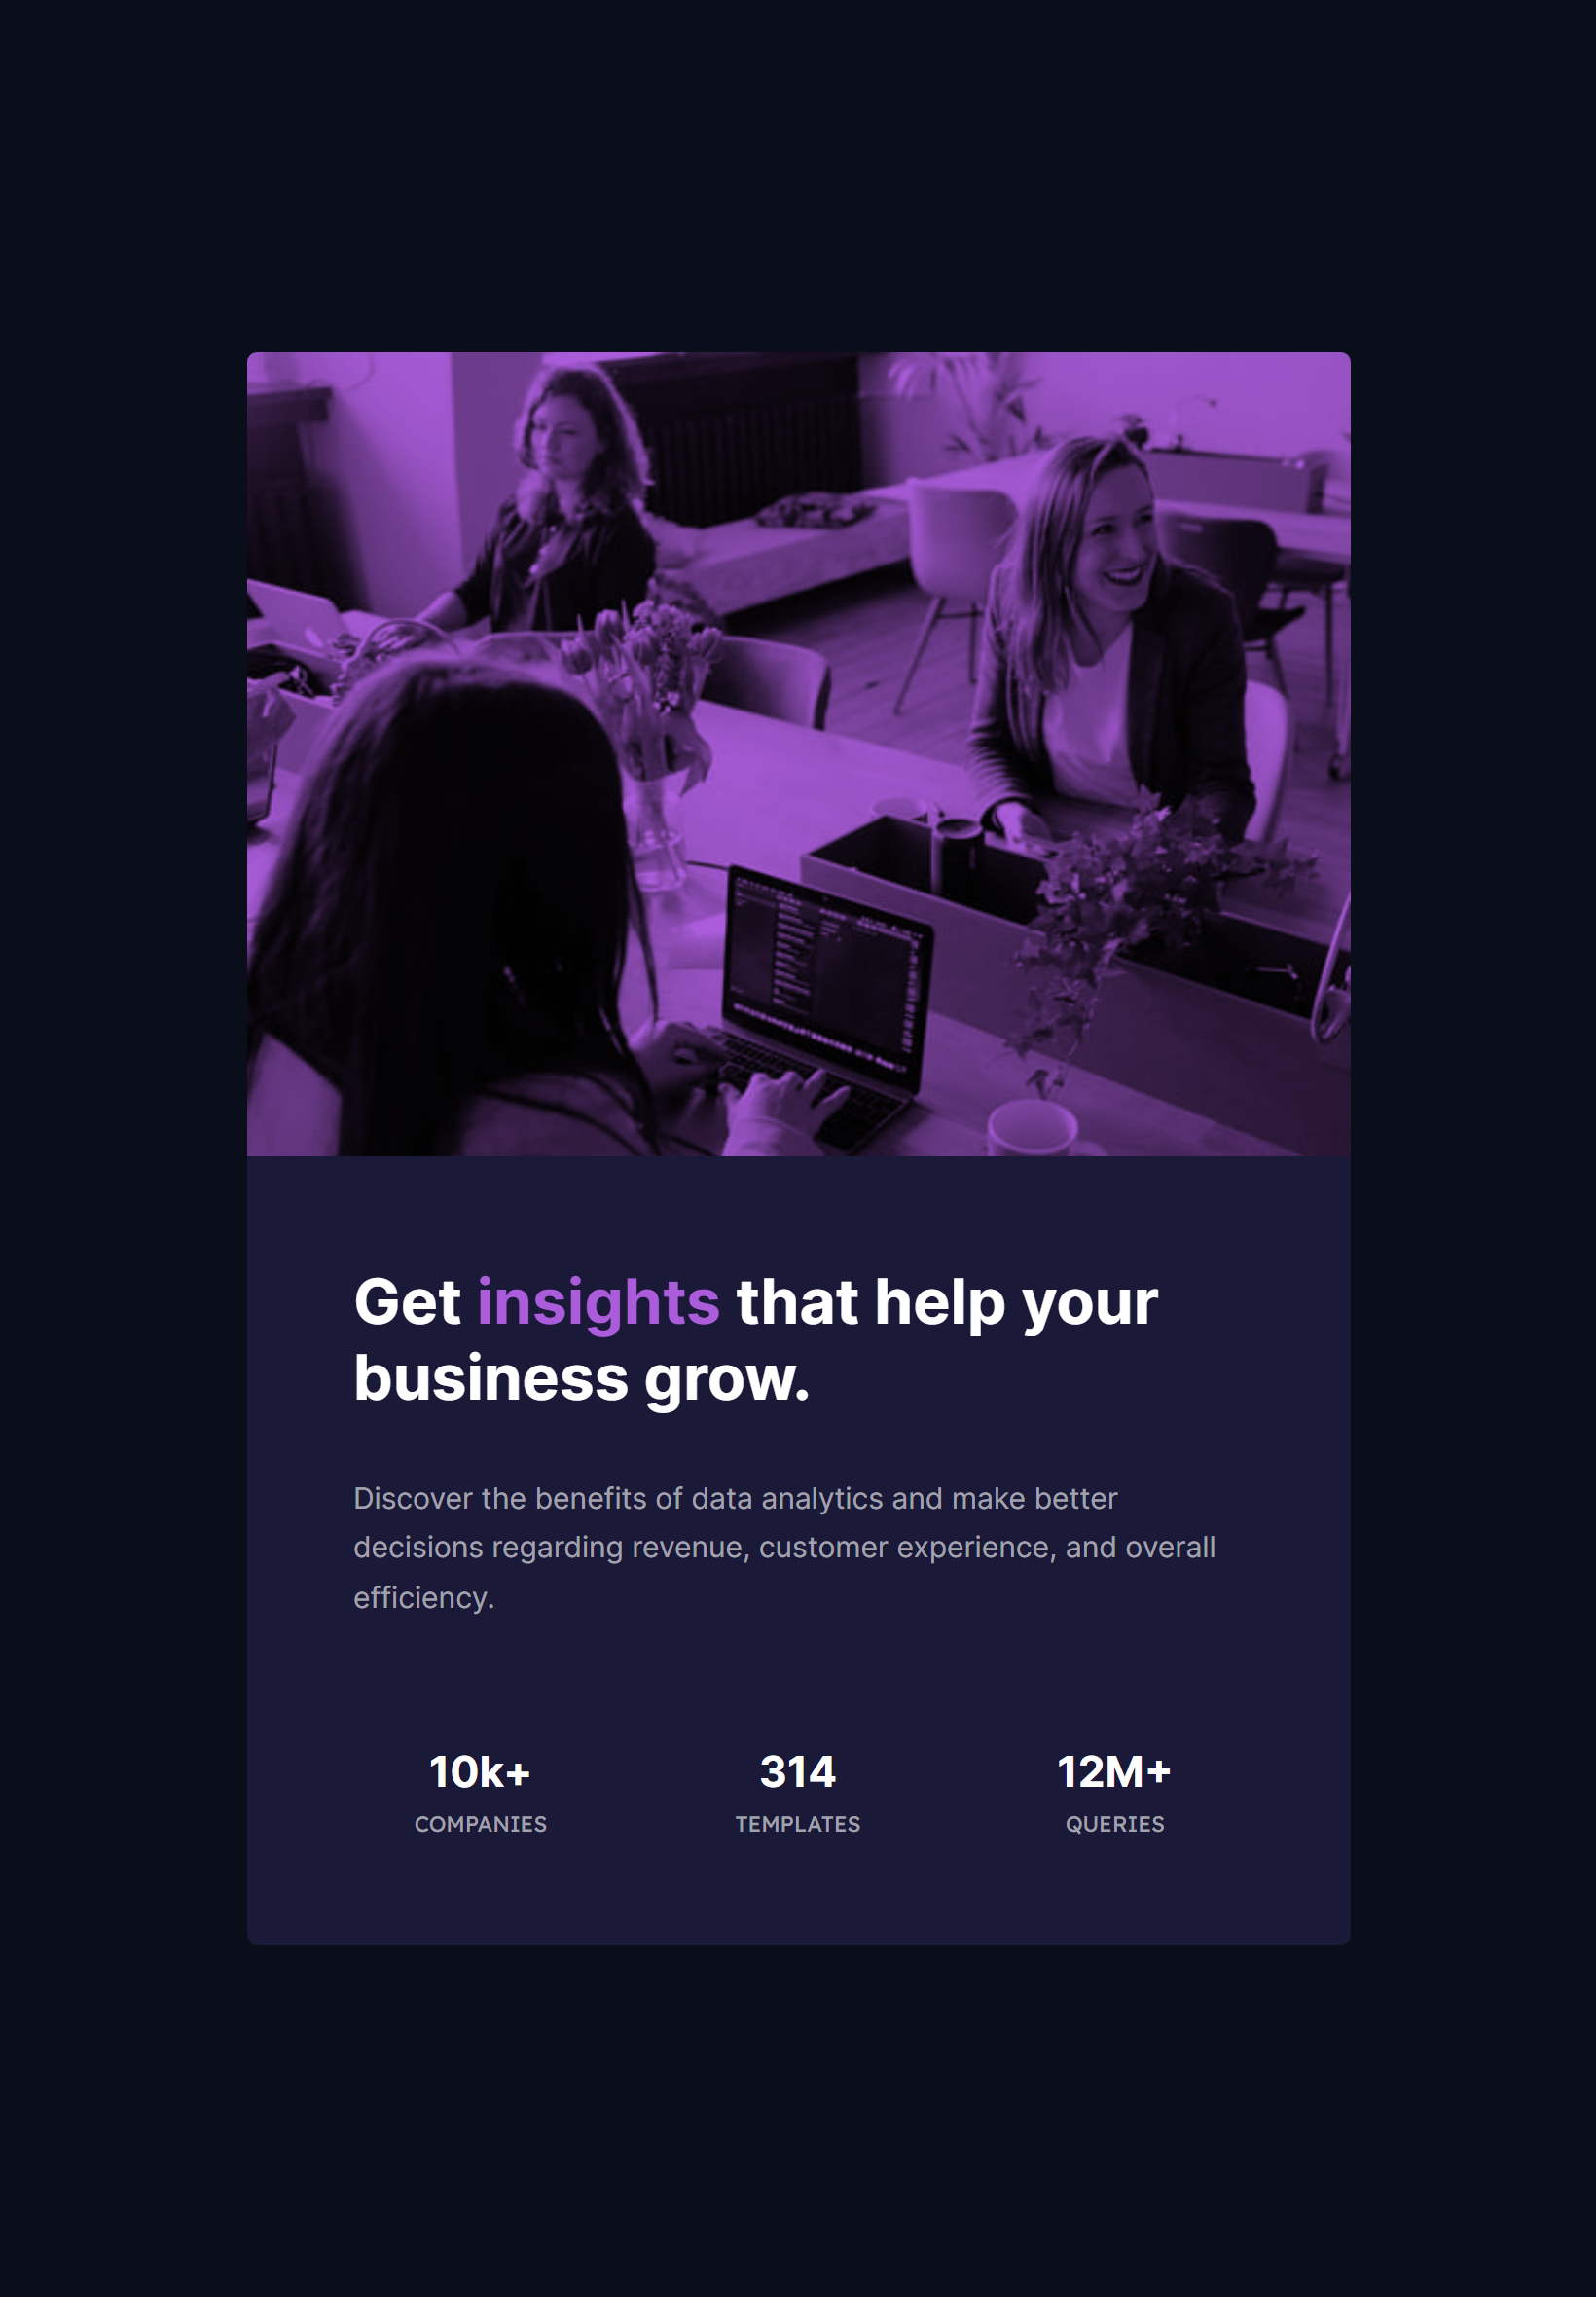 Get insights that help your
business grow.
Discover the benefits of data analytics and make better
decisions regarding revenue, customer experience, and overall
efficiency.
10k+
COMPANIES
314
TEMPLATES
12M+
QUERIES